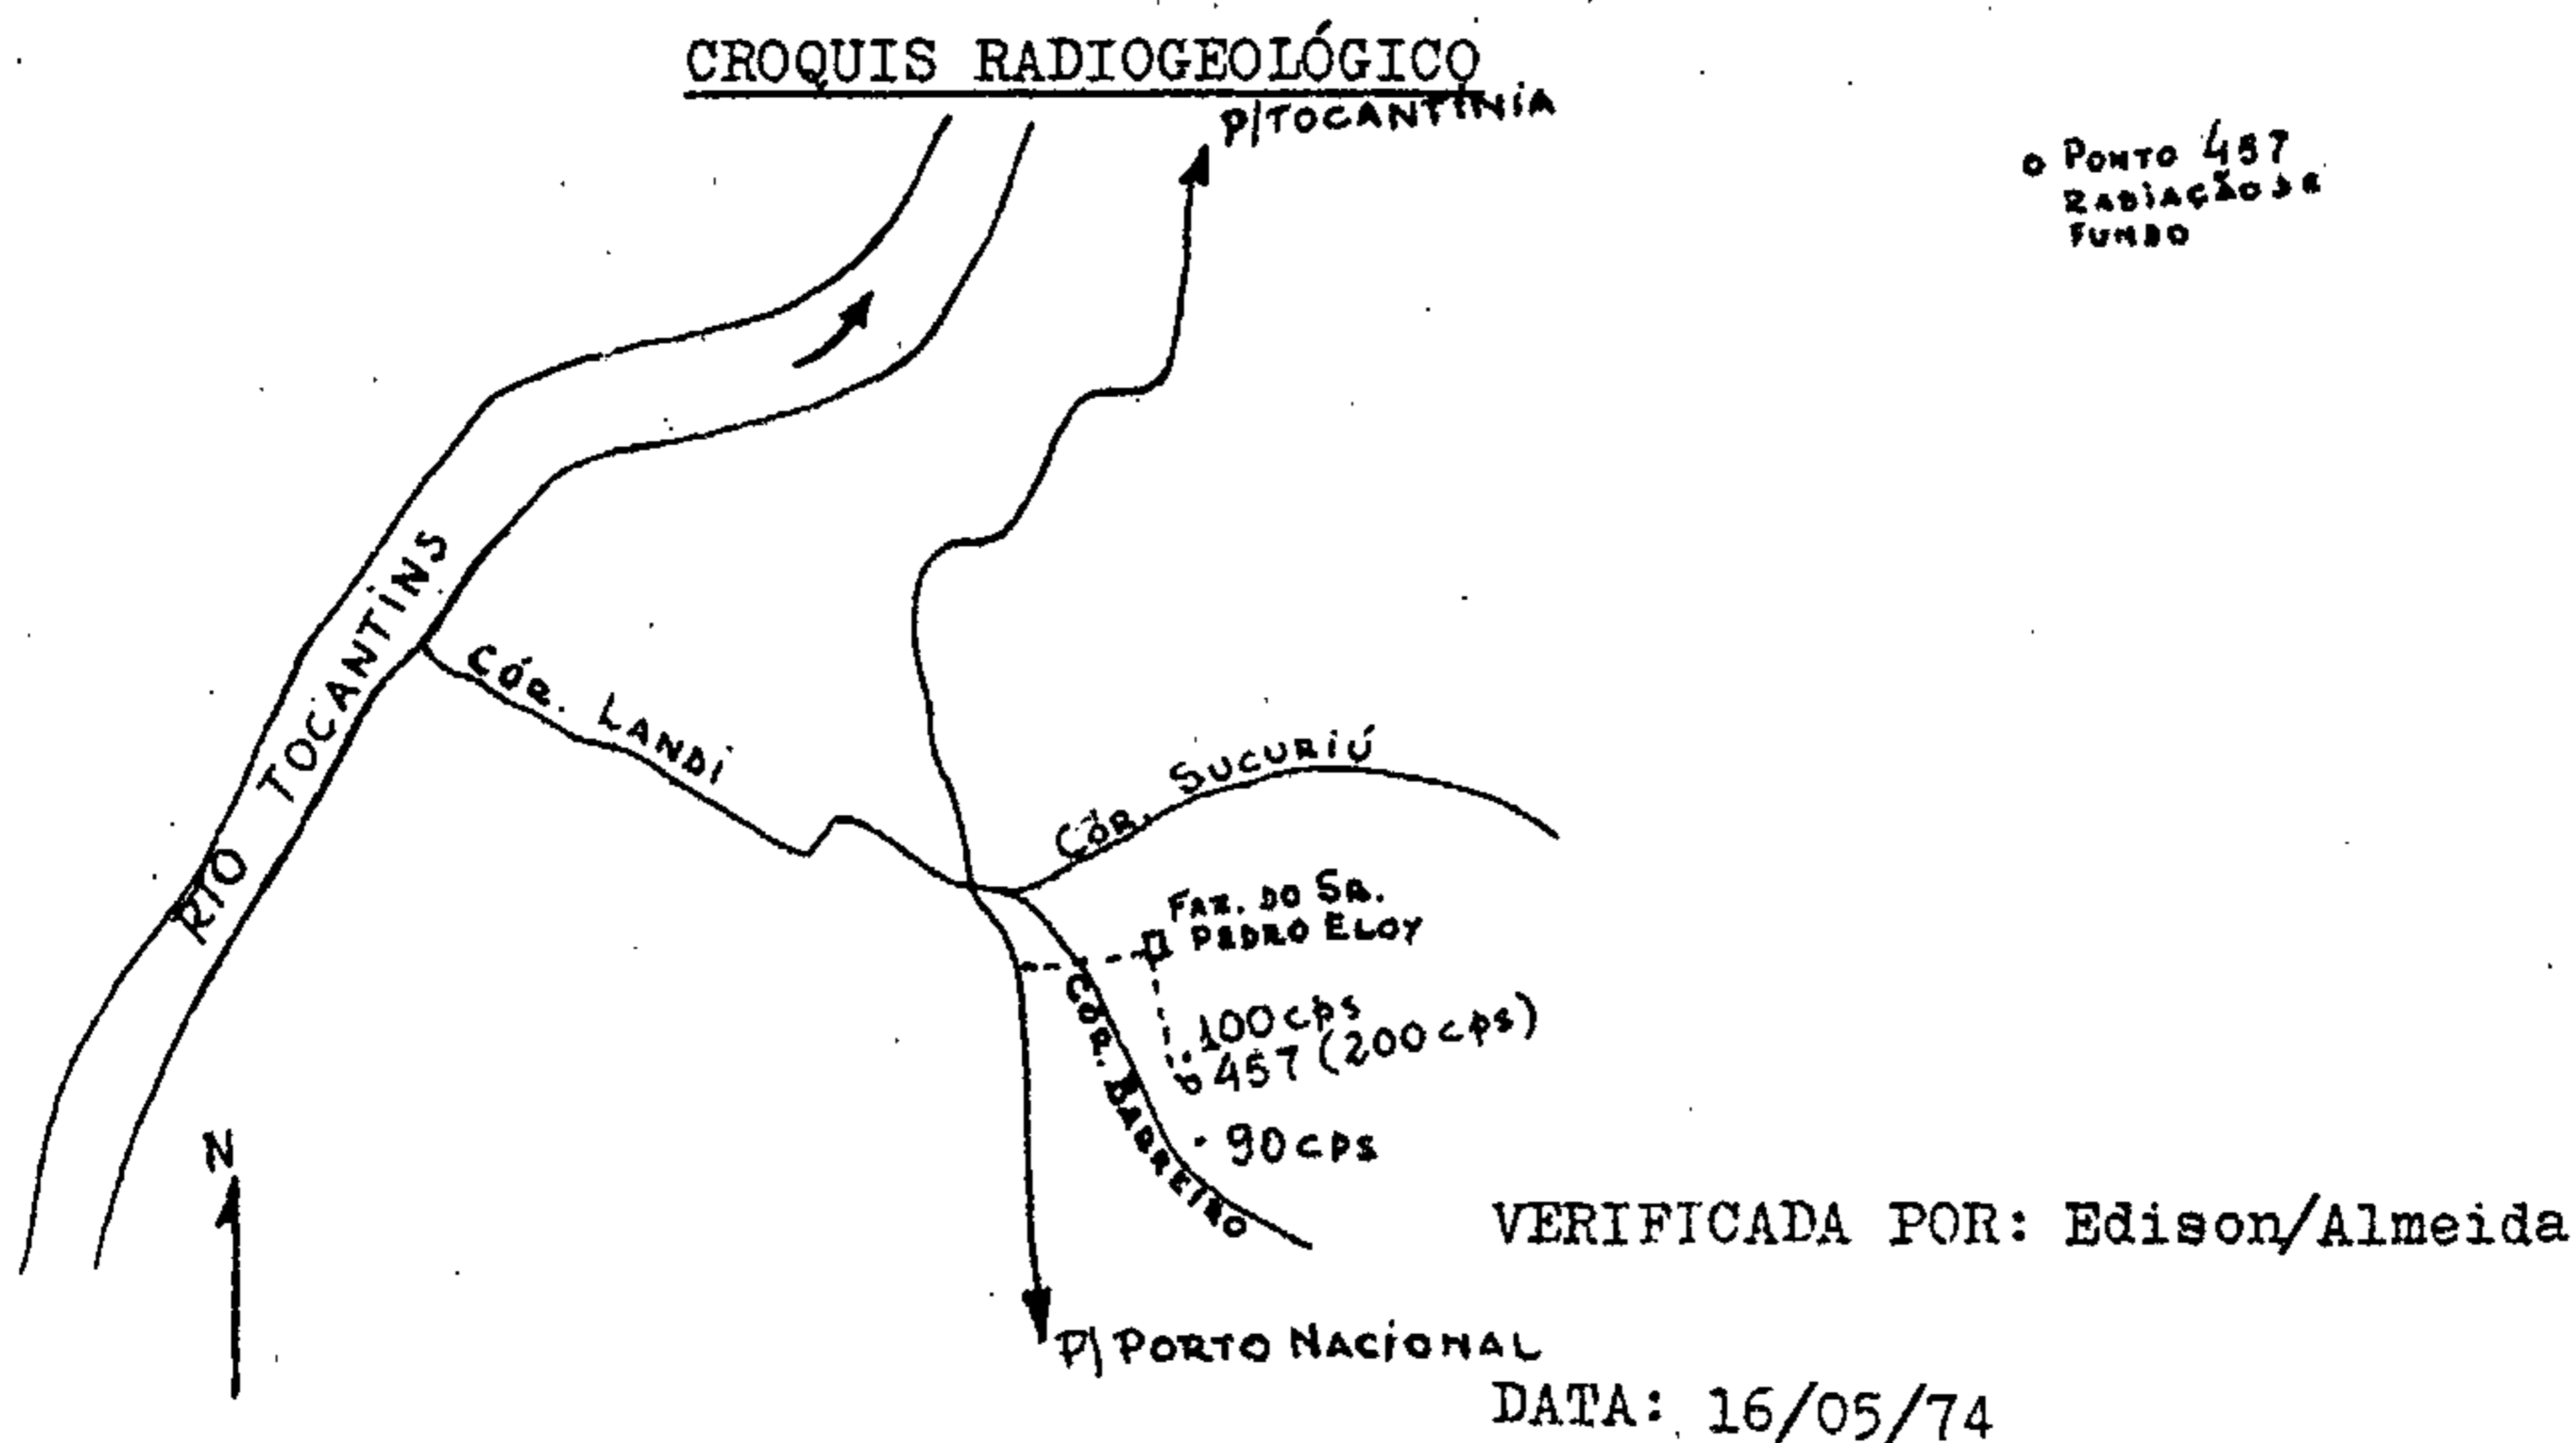 CROQUIS RADIOGEOLÓGICO
P/TOCANTÍNIA
PONTO 457
RADIAÇÃO DE
FUNDO
RIO TOCANTINS
CÓR. LANDI
CÓR. SUCURIÚ
FAZ. DO SR.
PEDRO ELOY
100 cps
457 (200 cps)
CÓR. BARREIRO
90 cps
N
VERIFICADA POR: Edison/Almeida
P/ PORTO NACIONAL
DATA: 16/05/74